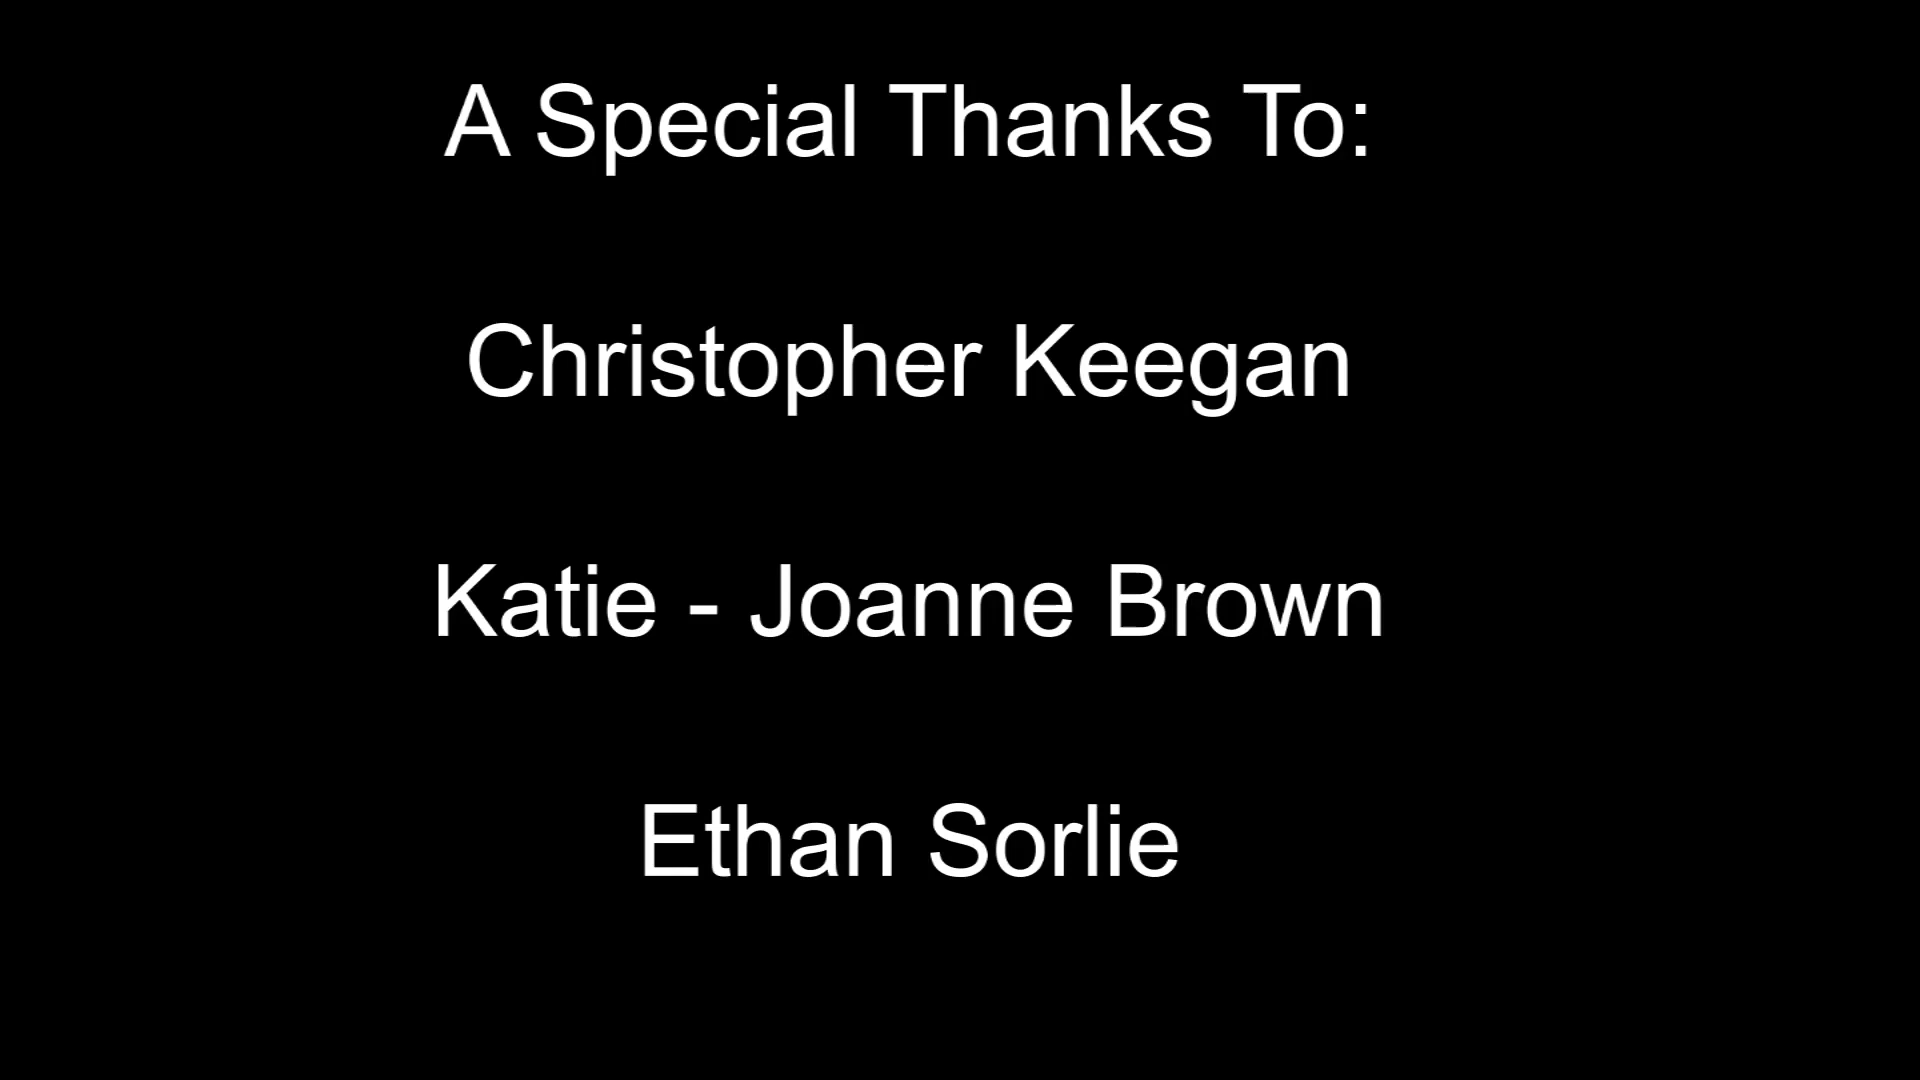 A Special Thanks To:
Christopher Keegan
Katie - Joanne Brown
Ethan Sorlie